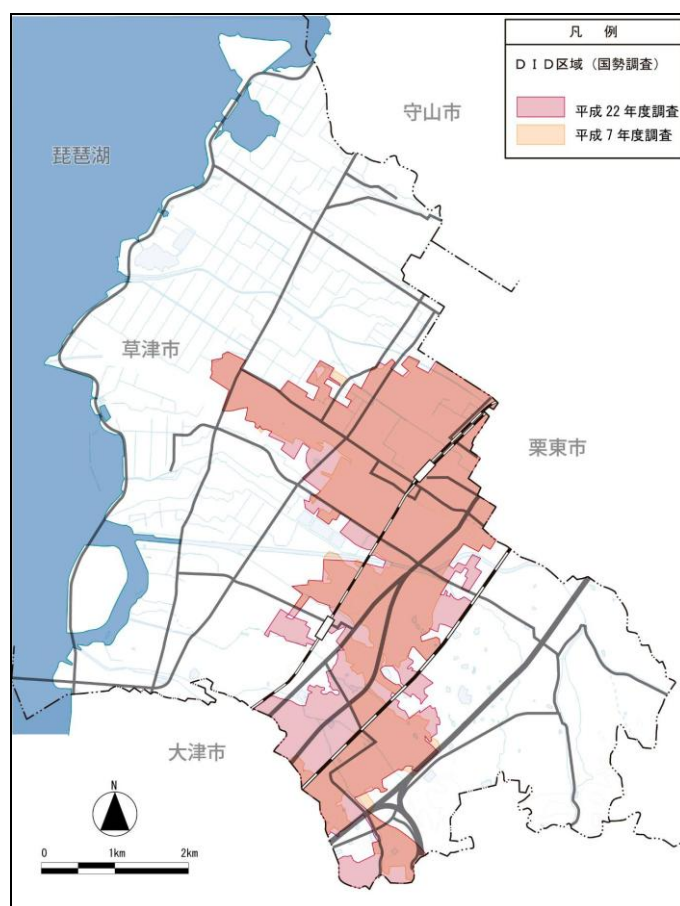 凡 例
DID区域(国勢調査)
平成22年度調査
平成7年度調査
守山市
琵琶湖
草津市
栗東市
大津市
N
0 1km 2km